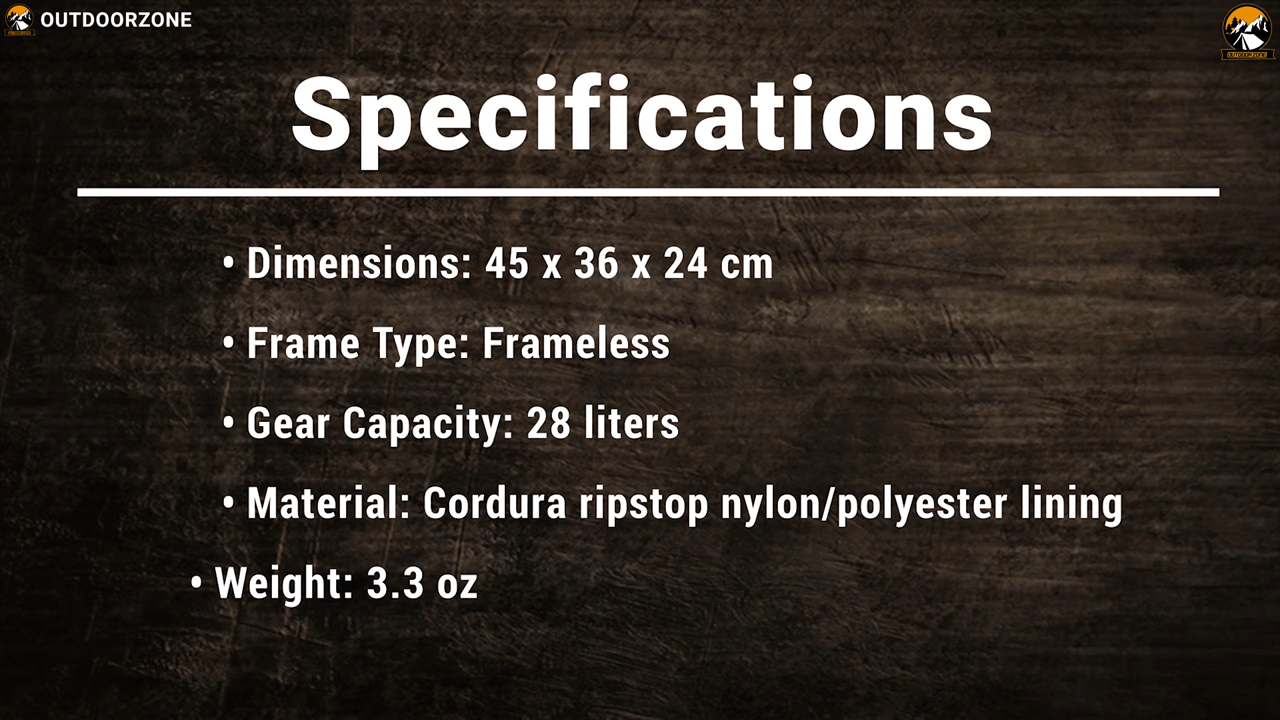 OUTDOORZONE
OUTDOORZONE
Specifications
• Dimensions: 45 x 36 x 24 cm
• Frame Type: Frameless
• Gear Capacity: 28 liters
• Material: Cordura ripstop nylon/polyester lining
• Weight: 3.3 oz